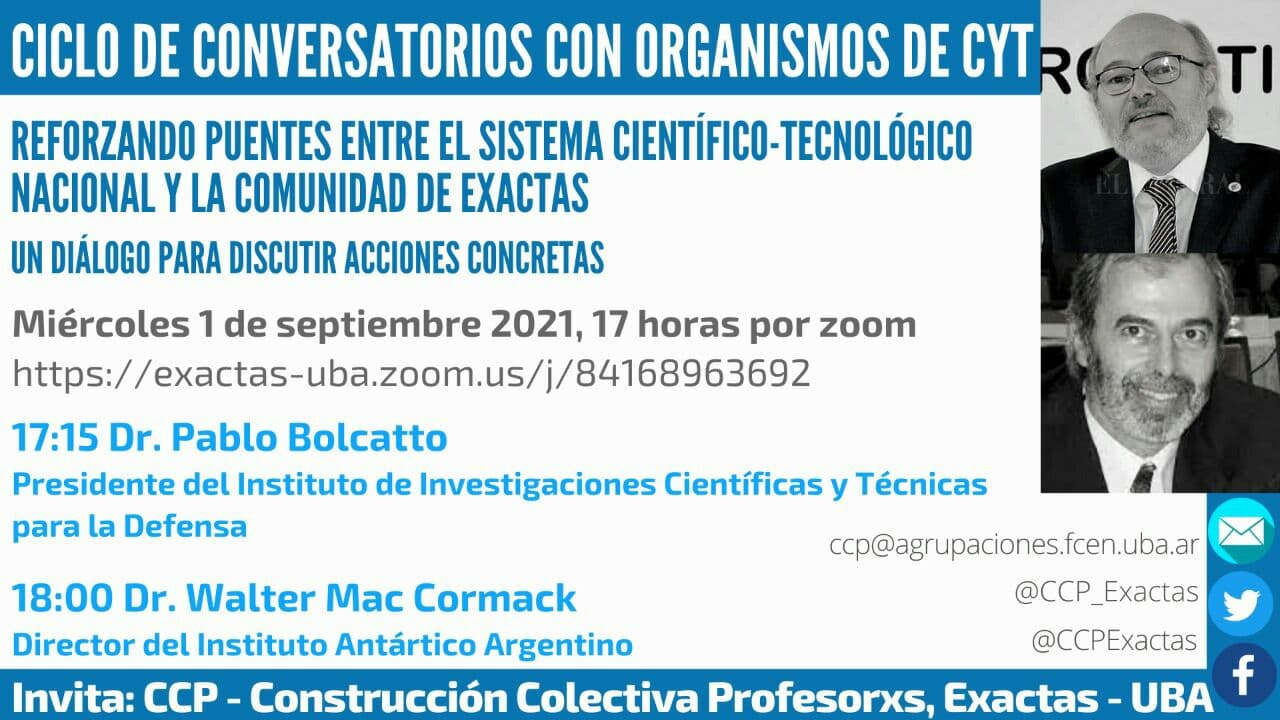 CICLO DE CONVERSATORIOS CON ORGANISMOS DE CYT
REFORZANDO PUENTES ENTRE EL SISTEMA CIENTÍFICO-TECNOLÓGICO
NACIONAL Y LA COMUNIDAD DE EXACTAS
UN DIÁLOGO PARA DISCUTIR ACCIONES CONCRETAS
Miércoles 1 de septiembre 2021, 17 horas por zoom
https://exactas-uba.zoom.us/j/84168963692
17:15 Dr. Pablo Bolcatto
Presidente del Instituto de Investigaciones Científicas y Técnicas
para la Defensa
18:00 Dr. Walter Mac Cormack
Director del Instituto Antártico Argentino
ccp@agrupaciones.fcen.uba.ar
@CCP_Exactas
@CCPExactas
Invita: CCP - Construcción Colectiva Profesorxs, Exactas - UBA